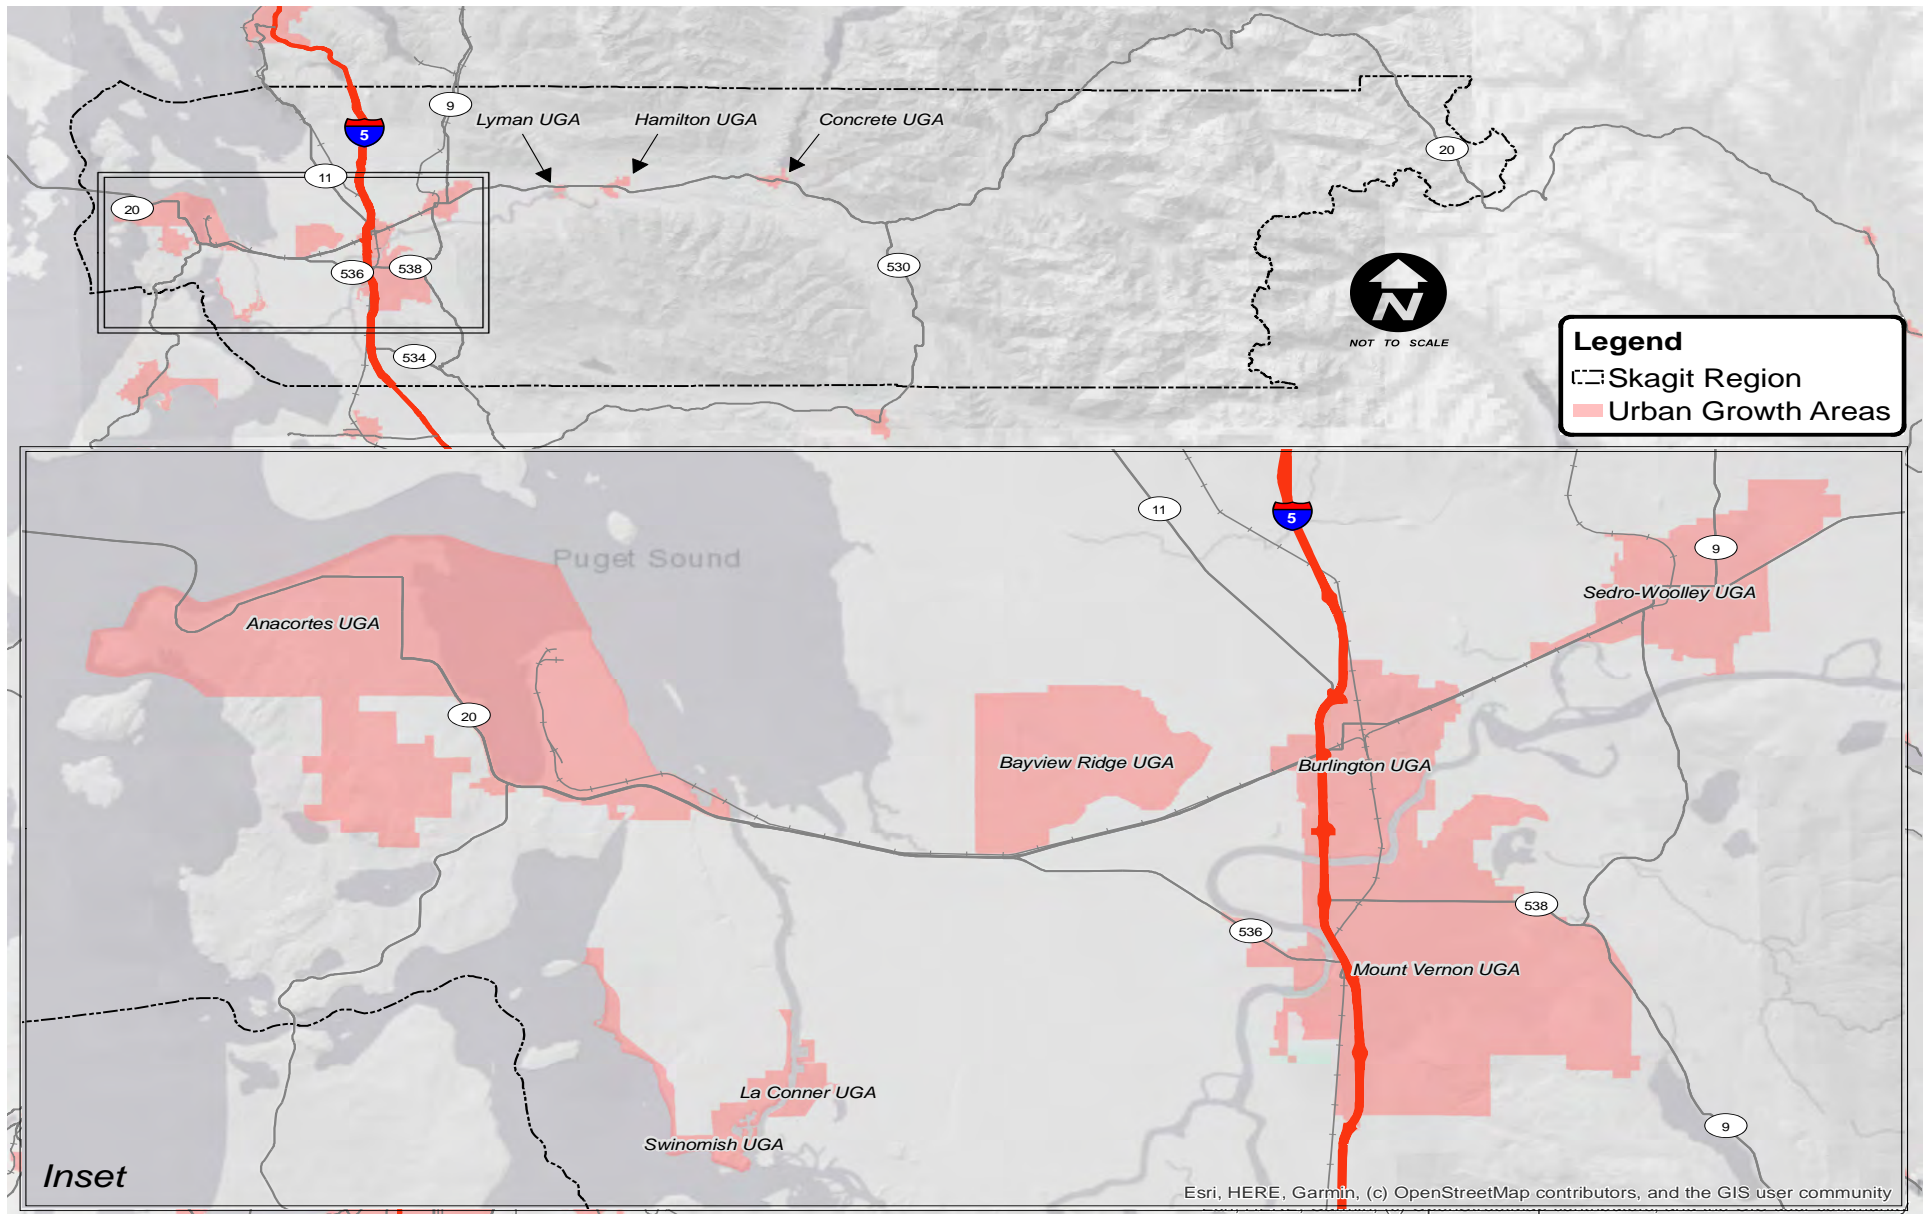 9
5
Lyman UGA
Hamilton UGA
Concrete UGA
20
11
20
536
538
530
534
N
NOT TO SCALE
Legend
Skagit Region
Urban Growth Areas
11
5
Puget Sound
9
Sedro-Woolley UGA
Anacortes UGA
20
Bayview Ridge UGA
Burlington UGA
538
536
Mount Vernon UGA
La Conner UGA
9
Swinomish UGA
Inset
Esri, HERE, Garmin, (c) OpenStreetMap contributors, and the GIS user community